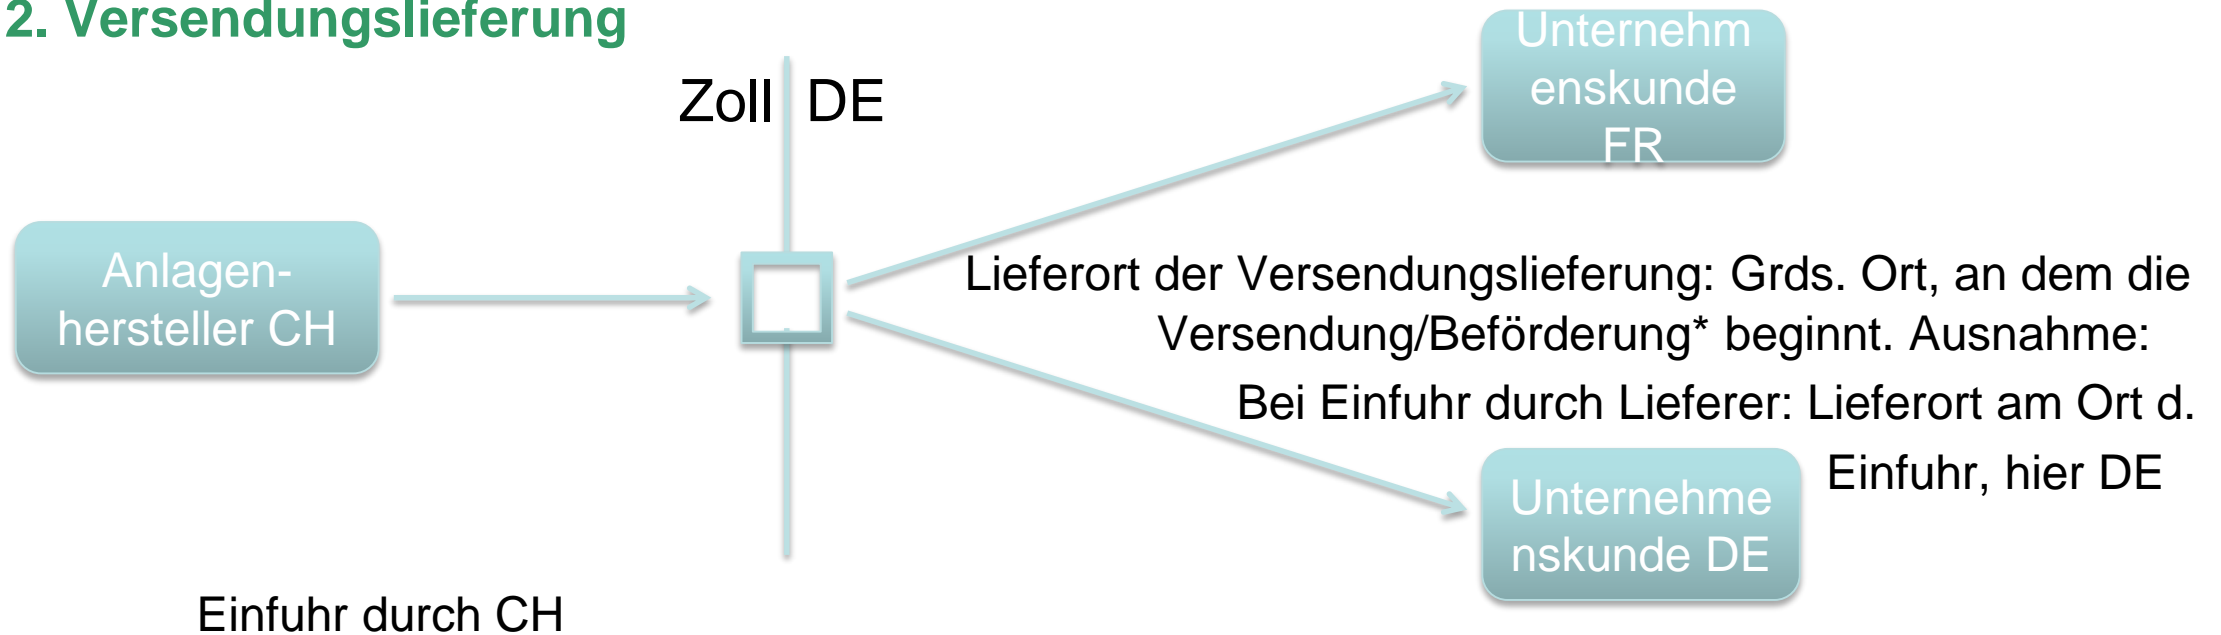 2. Versendungslieferung
Zoll DE
Unternehm
enskunde
FR
Anlagen-
hersteller CH
Lieferort der Versendungslieferung: Grds. Ort, an dem die
Versendung/Beförderung* beginnt. Ausnahme:
Bei Einfuhr durch Lieferer: Lieferort am Ort d.
Einfuhr, hier DE
Unternehme
nskunde DE
Einfuhr durch CH